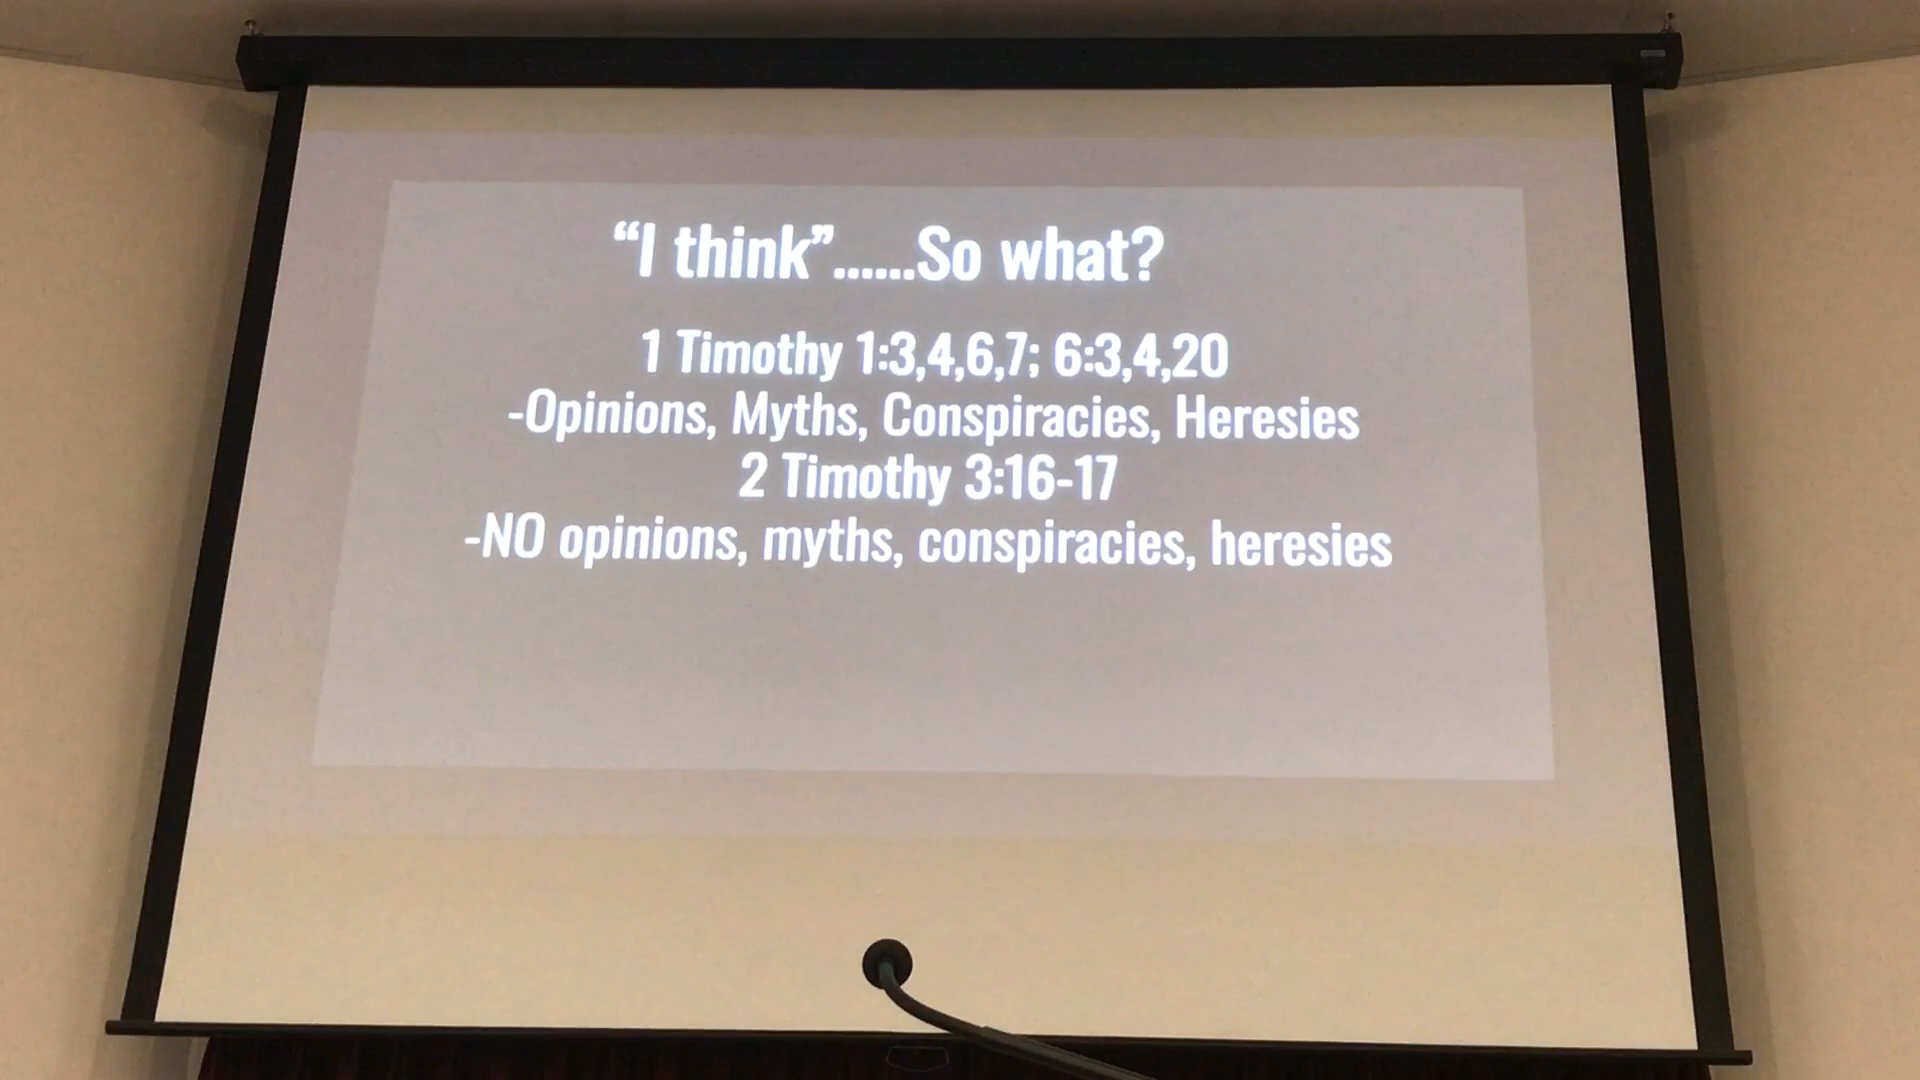 “I think”......So what?
1 Timothy 1:3,4,6,7; 6:3,4,20
-Opinions, Myths, Conspiracies, Heresies
2 Timothy 3:16-17
-NO opinions, myths, conspiracies, heresies